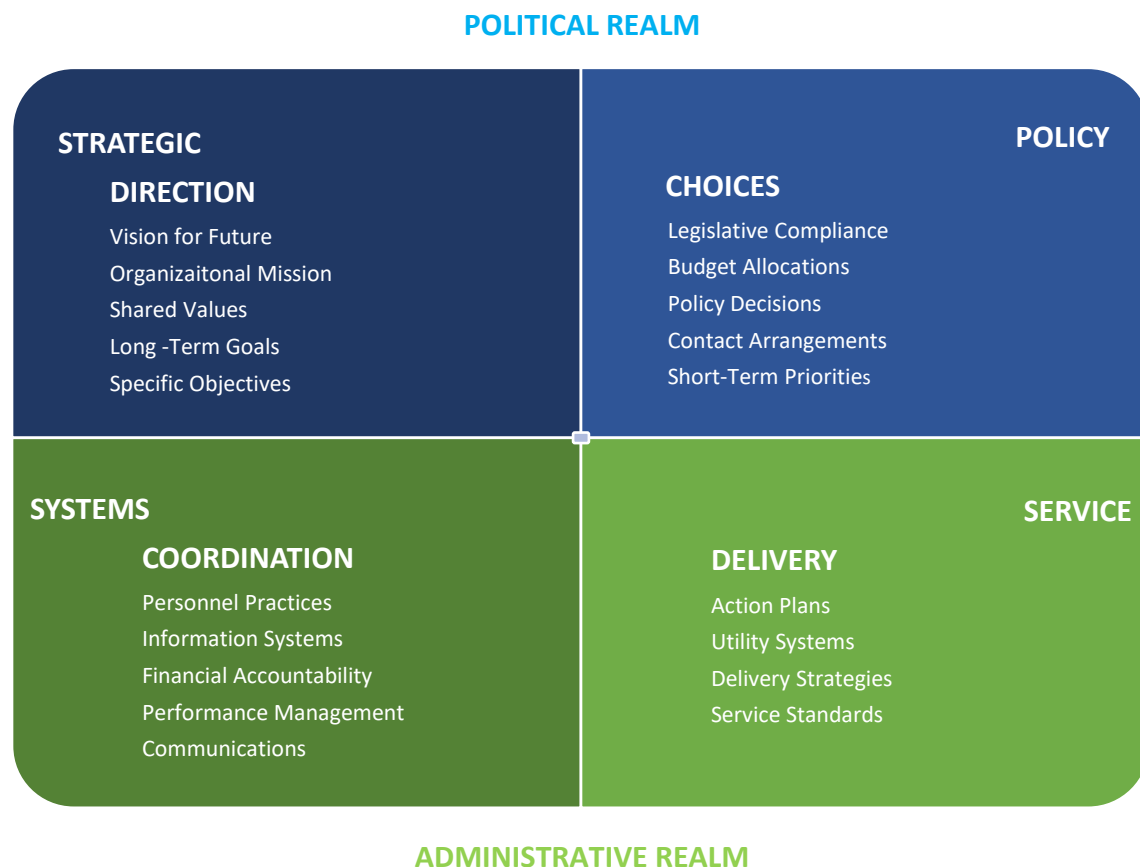 POLITICAL REALM
STRATEGIC
DIRECTION
Vision for Future
Organizaitonal Mission
Shared Values
Long -Term Goals
Specific Objectives
POLICY
CHOICES
Legislative Compliance
Budget Allocations
Policy Decisions
Contact Arrangements
Short-Term Priorities
SYSTEMS
COORDINATION
Personnel Practices
Information Systems
Financial Accountability
Performance Management
Communications
SERVICE
DELIVERY
Action Plans
Utility Systems
Delivery Strategies
Service Standards
ADMINISTRATIVE REALM